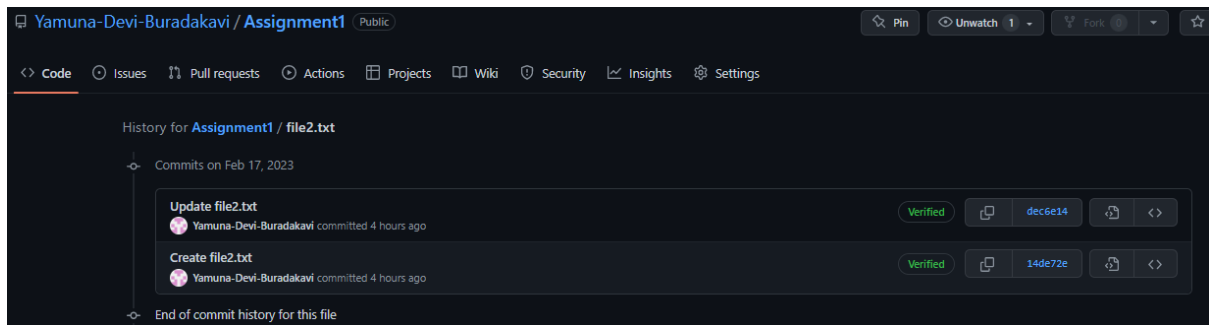 Yamuna-Devi-Buradakavi / Assignment1 Public Pin Unwatch 1 Fork 0
<> Code Issues Pull requests Actions Projects Wiki Security Insights Settings
History for Assignment1 / file2.txt
Commits on Feb 17, 2023
Update file2.txt
Yamuna-Devi-Buradakavi committed 4 hours ago
Verified dec6e14 <>
Create file2.txt
Yamuna-Devi-Buradakavi committed 4 hours ago
Verified 14de72e <>
End of commit history for this file